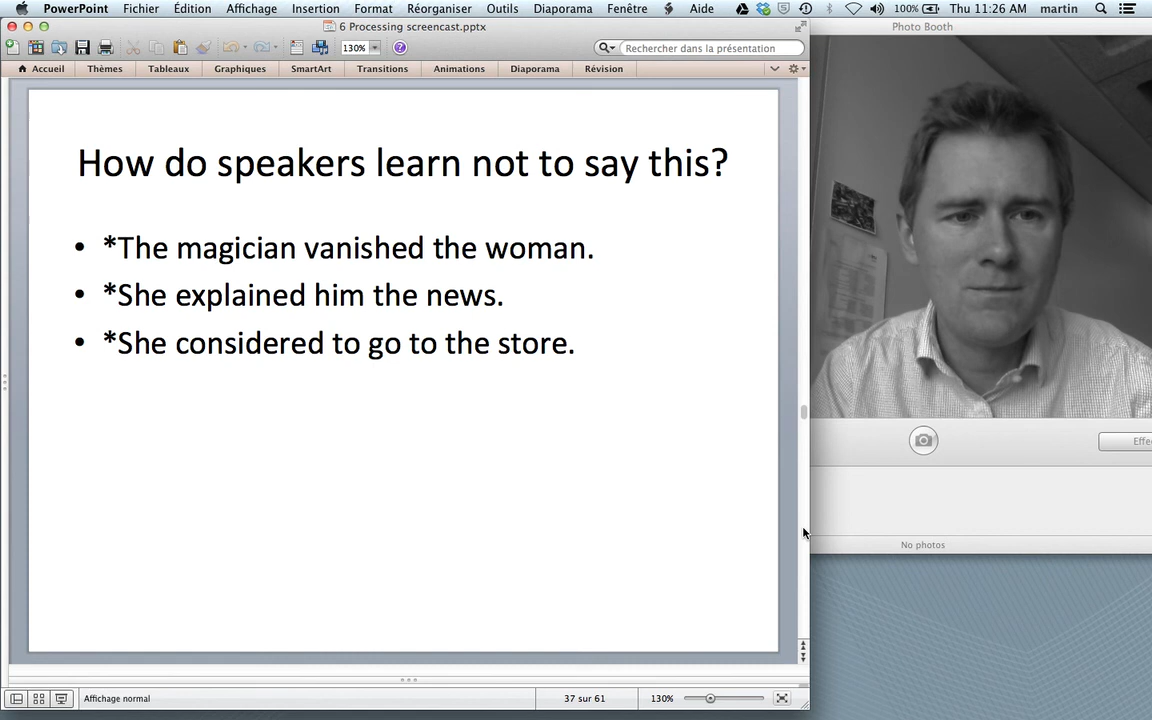 PowerPoint Fichier Édition Affichage Insertion Format Réorganiser Outils Diaporama Fenêtre Aide 100% Thu 11:26 AM martin
6 Processing screencast.pptx
Photo Booth
130% Rechercher dans la présentation
Accueil Thèmes Tableaux Graphiques SmartArt Transitions Animations Diaporama Révision
How do speakers learn not to say this?
• *The magician vanished the woman.
• *She explained him the news.
• *She considered to go to the store.
Effe
No photos
Affichage normal 37 sur 61 130%